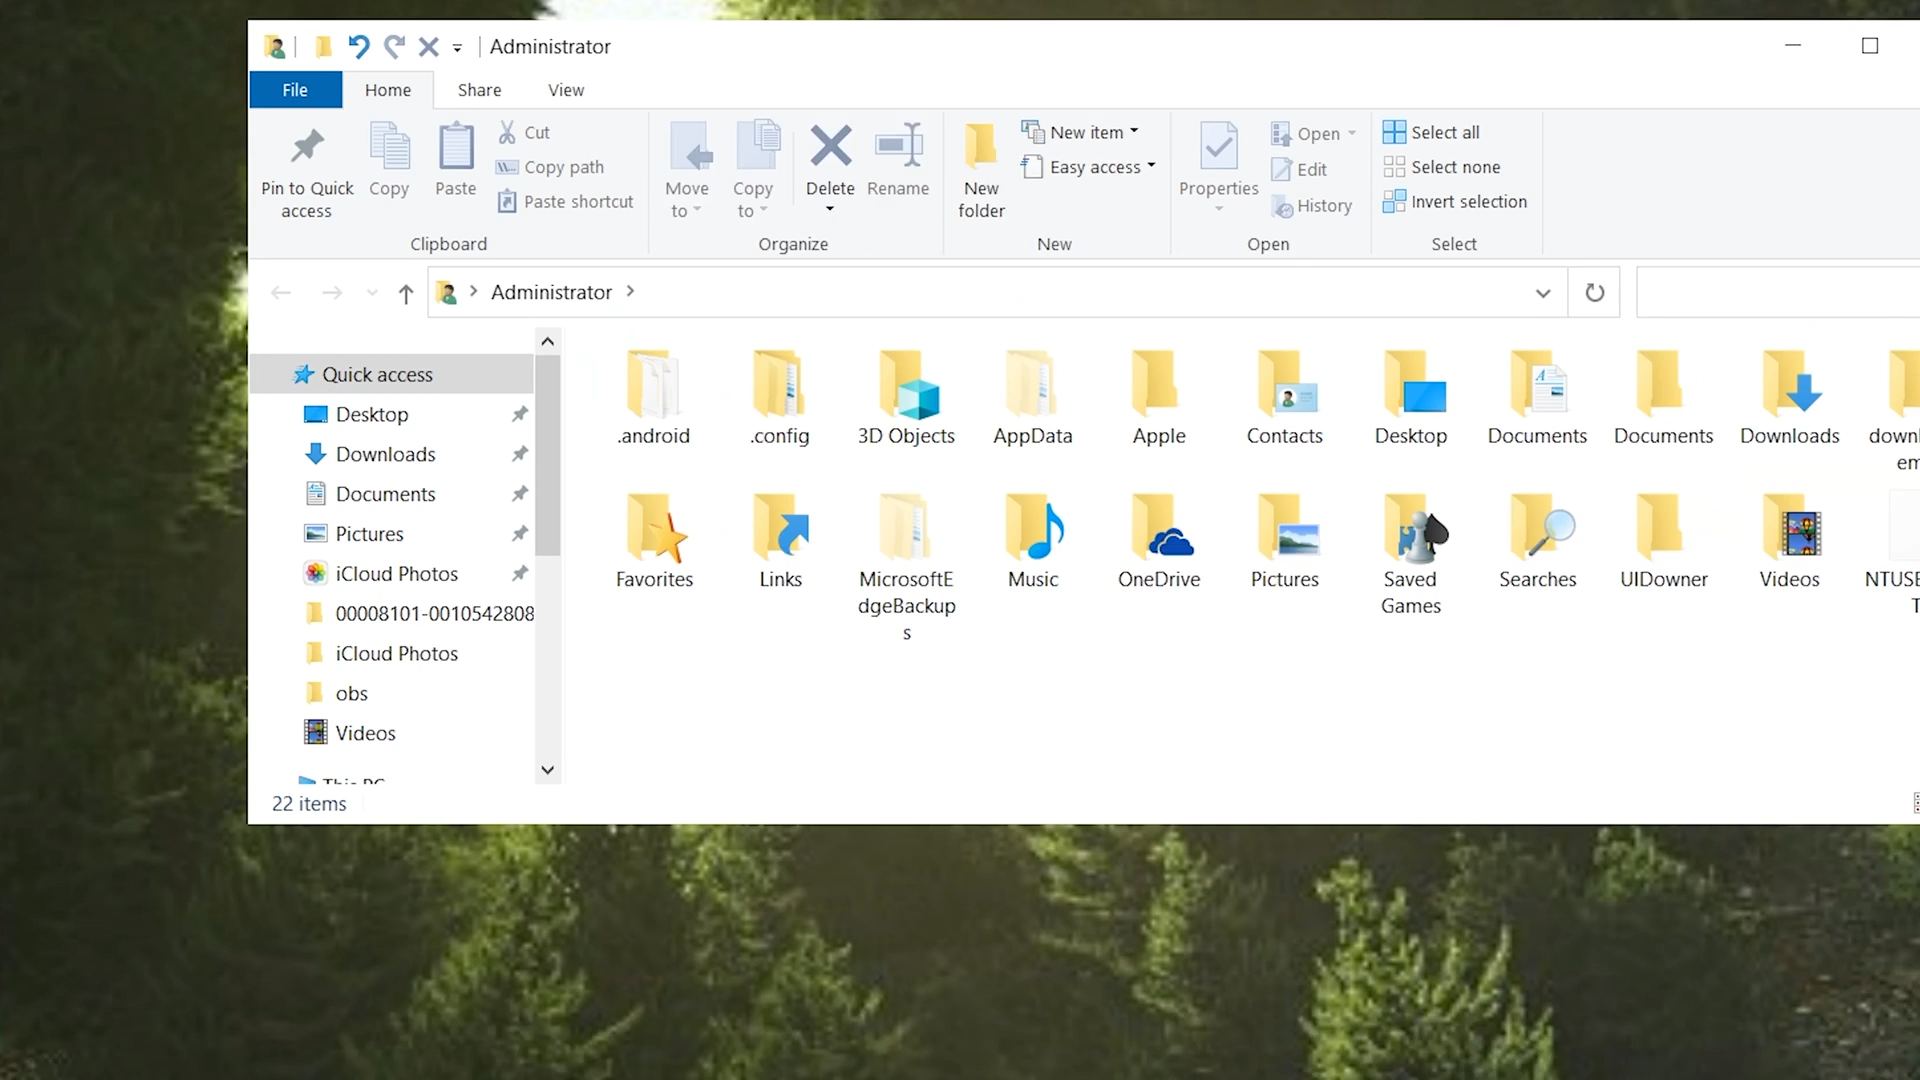 Administrator
File Home Share View
Pin to Quick access
Copy
Paste
Cut
Copy path
Paste shortcut
Clipboard
Move to
Copy to
Delete
Rename
Organize
New folder
New item
Easy access
New
Properties
Open
Edit
History
Open
Select all
Select none
Invert selection
Select
Administrator
Quick access
Desktop
Downloads
Documents
Pictures
iCloud Photos
00008101-0010542808
iCloud Photos
obs
Videos
This PC
.android .config 3D Objects AppData Apple Contacts Desktop Documents Documents Downloads
Favorites Links MicrosoftE Music OneDrive Pictures Saved Searches UIDowner Videos NTUSE
dgeBackup Games
s
22 items